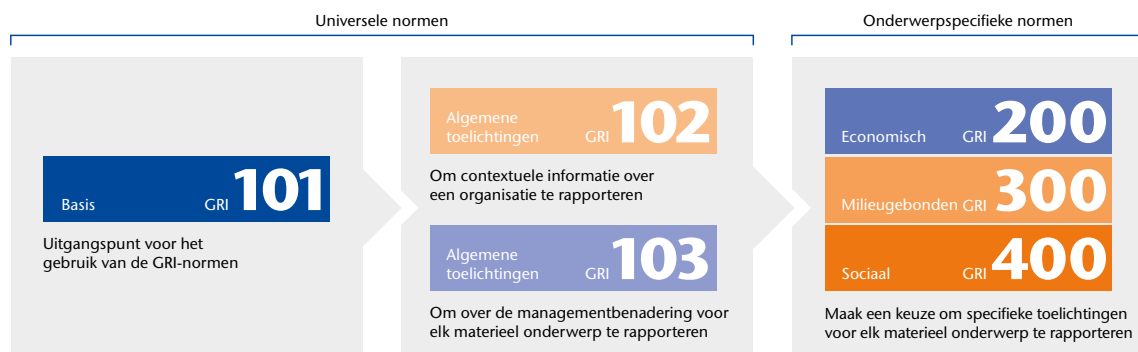 Universele normen
Onderwerpspecifieke normen
Basis GRI 101
Uitgangspunt voor het
gebruik van de GRI-normen
Algemene
toelichtingen GRI 102
Om contextuele informatie over
een organisatie te rapporteren
Algemene
toelichtingen GRI 103
Om over de managementbenadering voor
elk materieel onderwerp te rapporteren
Economisch GRI 200
Milieugebonden GRI 300
Sociaal GRI 400
Maak een keuze om specifieke toelichtingen
voor elk materieel onderwerp te rapporteren